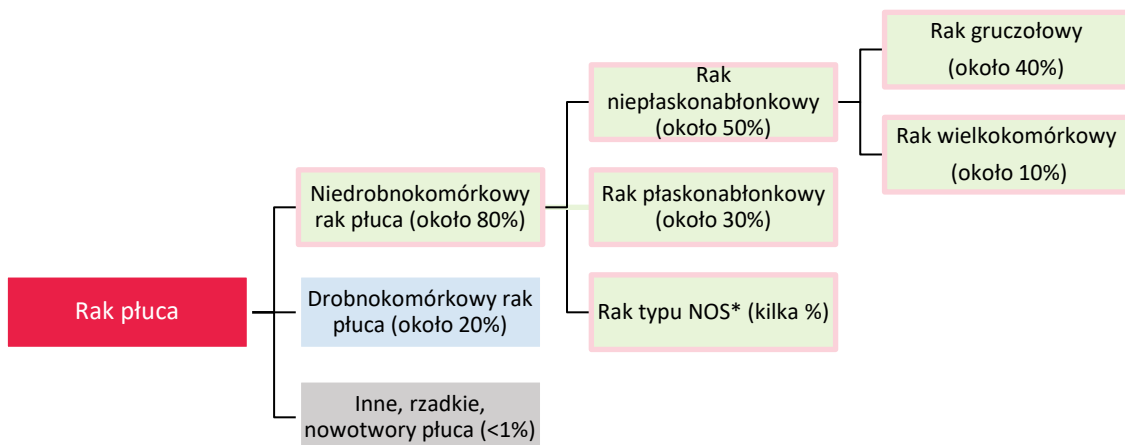 Rak płuca
Niedrobnokomórkowy
rak płuca (około 80%)
Drobnokomórkowy rak
płuca (około 20%)
Inne, rzadkie,
nowotwory płuca (<1%)
Rak
niepłaskonabłonkowy
(około 50%)
Rak płaskonabłonkowy
(około 30%)
Rak typu NOS* (kilka %)
Rak gruczołowy
(około 40%)
Rak wielkokomórkowy
(około 10%)